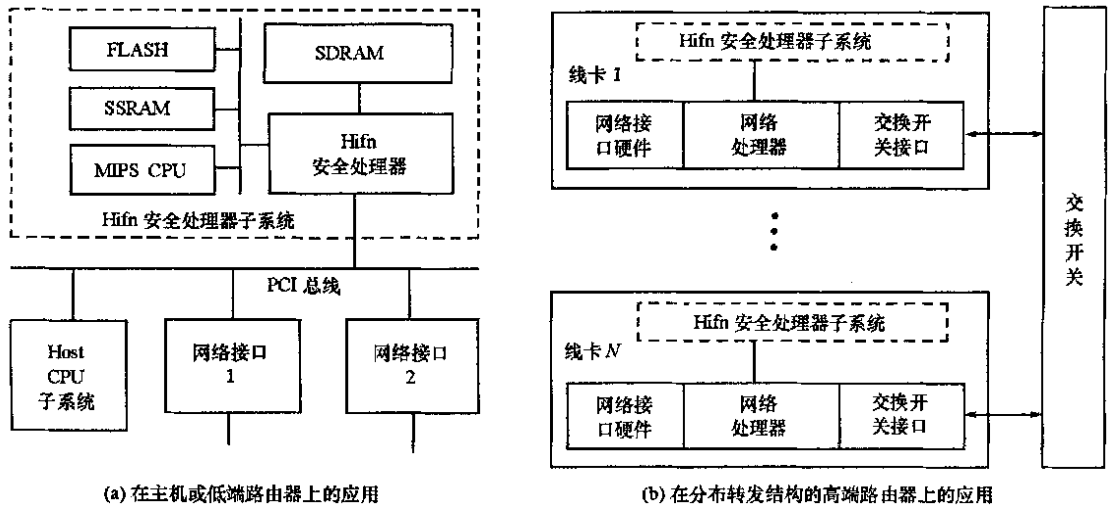 FLASH
SDRAM
SSRAM
Hifn
安全处理器
MIPS CPU
Hifn 安全处理器子系统
PCI 总线
Host
CPU
子系统
网络接口
1
网络接口
2
(a) 在主机或低端路由器上的应用
Hifn 安全处理器子系统
线卡 1
网络接
口硬件
网络
处理器
交换开
关接口
Hifn 安全处理器子系统
线卡 N
网络接
口硬件
网络
处理器
交换开
关接口
交
换
开
关
(b) 在分布转发结构的高端路由器上的应用